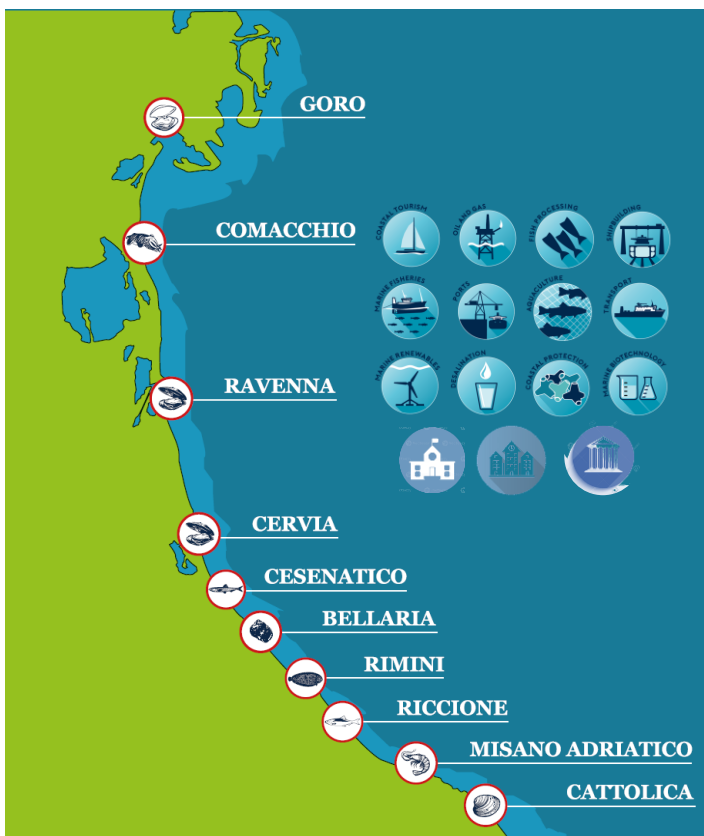 GORO
COMACCHIO
COASTAL TOURISM
OIL AND GAS
FISH PROCESSING
SHIPBUILDING
MARINE FISHERIES
PORTS
AQUACULTURE
TRANSPORT
MARINE RENEWABLES
DESALINATION
COASTAL PROTECTION
MARINE BIOTECHNOLOGY
RAVENNA
CERVIA
CESENATICO
BELLARIA
RIMINI
RICCIONE
MISANO ADRIATICO
CATTOLICA